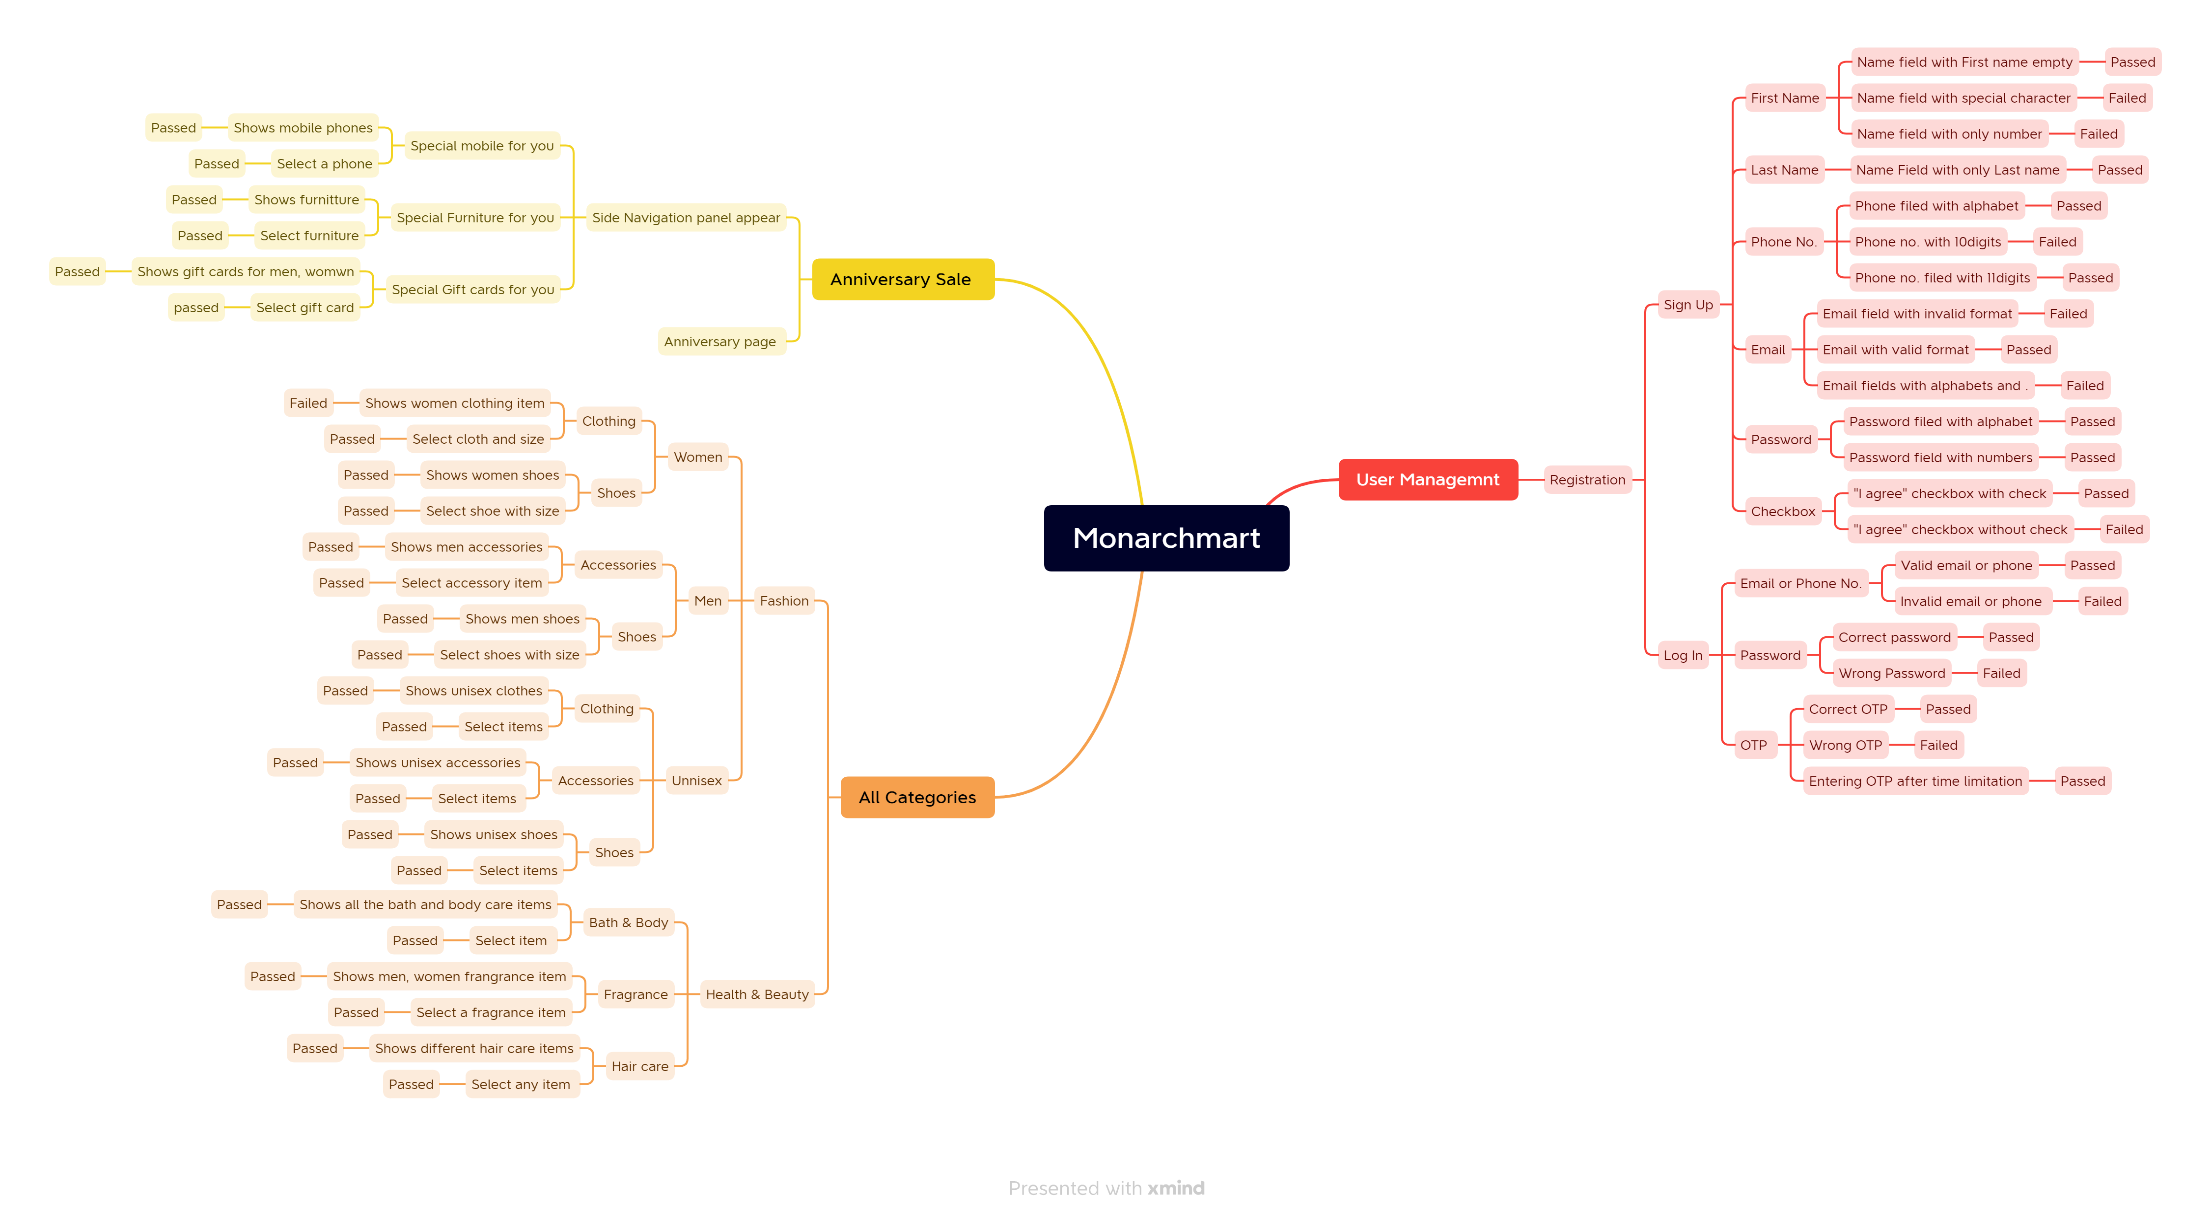 Monarchmart
User Managemnt
Registration
Sign Up
First Name
Name field with First name empty
Passed
Name field with special character
Failed
Name field with only number
Failed
Last Name
Name Field with only Last name
Passed
Phone No.
Phone filed with alphabet
Passed
Phone no. with 10digits
Failed
Phone no. filed with 11digits
Passed
Email
Email field with invalid format
Failed
Email with valid format
Passed
Email fields with alphabets and .
Failed
Password
Password filed with alphabet
Passed
Password field with numbers
Passed
Checkbox
"I agree" checkbox with check
Passed
"I agree" checkbox without check
Failed
Log In
Email or Phone No.
Valid email or phone
Passed
Invalid email or phone
Failed
Password
Correct password
Passed
Wrong Password
Failed
OTP
Correct OTP
Passed
Wrong OTP
Failed
Entering OTP after time limitation
Passed
Anniversary Sale
Side Navigation panel appear
Special mobile for you
Shows mobile phones
Passed
Select a phone
Passed
Special Furniture for you
Shows furnitture
Passed
Select furniture
Passed
Special Gift cards for you
Shows gift cards for men, womwn
Passed
Select gift card
passed
Anniversary page
All Categories
Fashion
Women
Clothing
Shows women clothing item
Failed
Select cloth and size
Passed
Shoes
Shows women shoes
Passed
Select shoe with size
Passed
Men
Accessories
Shows men accessories
Passed
Select accessory item
Passed
Shoes
Shows men shoes
Passed
Select shoes with size
Passed
Unnisex
Clothing
Shows unisex clothes
Passed
Select items
Passed
Accessories
Shows unisex accessories
Passed
Select items
Passed
Shoes
Shows unisex shoes
Passed
Select items
Passed
Health & Beauty
Bath & Body
Shows all the bath and body care items
Passed
Select item
Passed
Fragrance
Shows men, women frangrance item
Passed
Select a fragrance item
Passed
Hair care
Shows different hair care items
Passed
Select any item
Passed
Presented with xmind